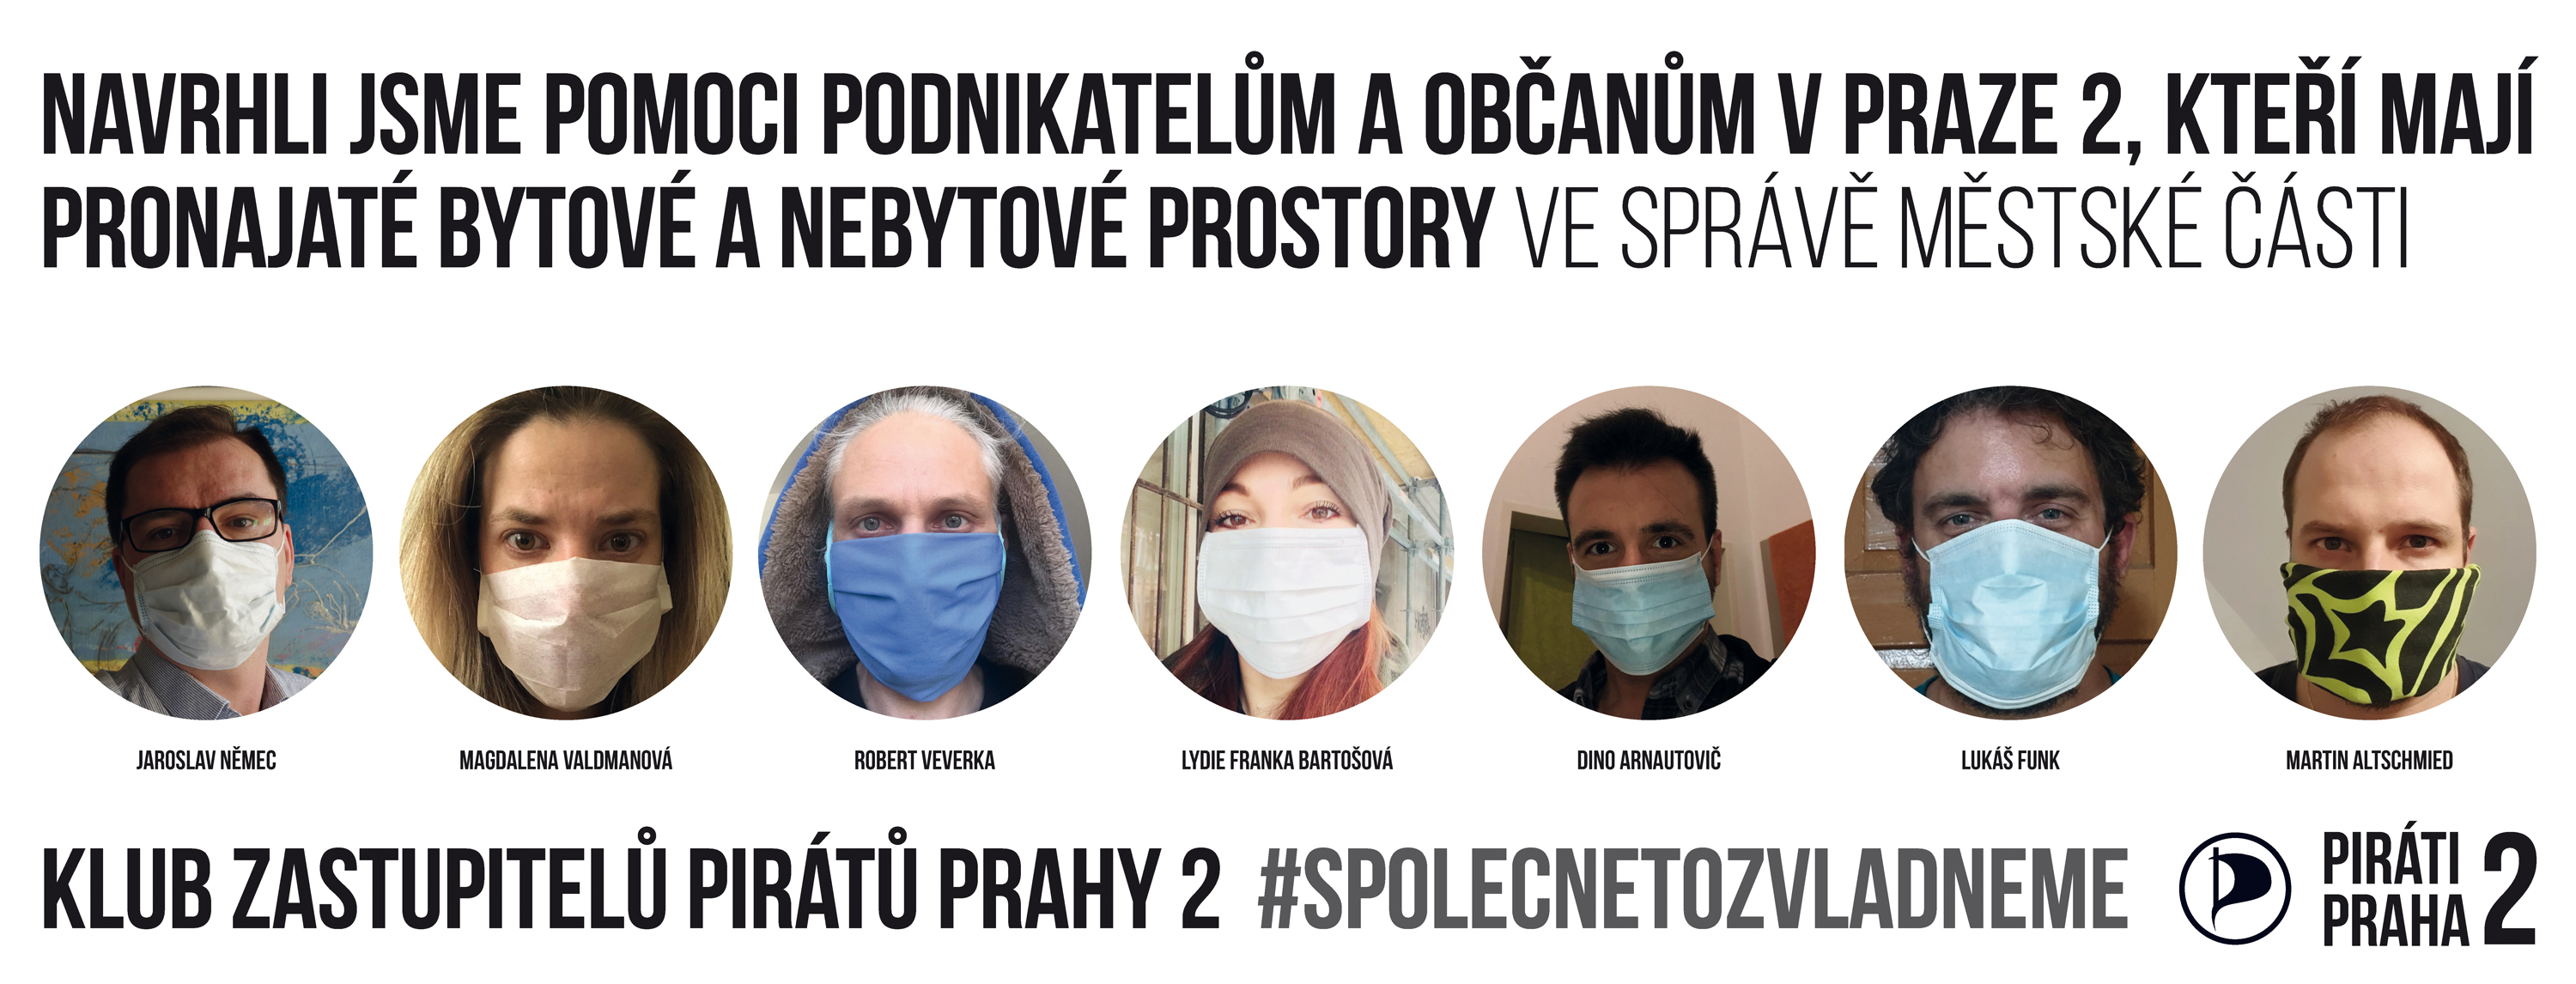 NAVRHLI JSME POMOCI PODNIKATELŮM A OBČANŮM V PRAZE 2, KTEŘÍ MAJÍ
PRONAJATÉ BYTOVÉ A NEBYTOVÉ PROSTORY VE SPRÁVĚ MĚSTSKÉ ČÁSTI
JAROSLAV NĚMEC
MAGDALENA VALDMANOVÁ
ROBERT VEVERKA
LYDIE FRANKA BARTOŠOVÁ
DINO ARNAUTOVIČ
LUKÁŠ FUNK
MARTIN ALTSCHMIED
KLUB ZASTUPITELŮ PIRÁTŮ PRAHY 2 #SPOLECNETOZVLADNEME
PIRÁTI
PRAHA 2